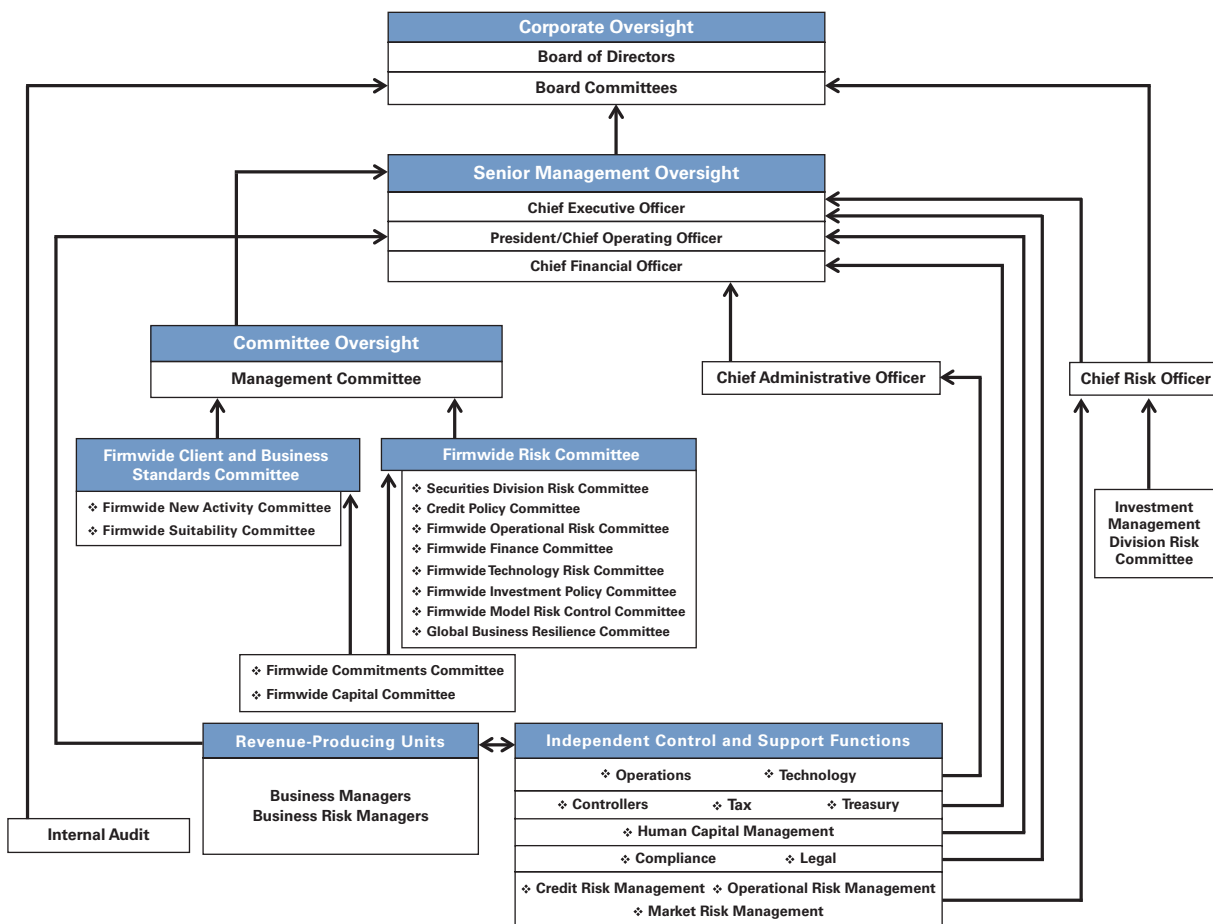 Corporate Oversight
Board of Directors
Board Committees
Senior Management Oversight
Chief Executive Officer
President/Chief Operating Officer
Chief Financial Officer
Committee Oversight
Management Committee
Chief Administrative Officer
Chief Risk Officer
Firmwide Client and Business
Standards Committee
❖ Firmwide New Activity Committee
❖ Firmwide Suitability Committee
Firmwide Risk Committee
❖ Securities Division Risk Committee
❖ Credit Policy Committee
❖ Firmwide Operational Risk Committee
❖ Firmwide Finance Committee
❖ Firmwide Technology Risk Committee
❖ Firmwide Investment Policy Committee
❖ Firmwide Model Risk Control Committee
❖ Global Business Resilience Committee
Investment
Management
Division Risk
Committee
❖ Firmwide Commitments Committee
❖ Firmwide Capital Committee
Revenue-Producing Units
Business Managers
Business Risk Managers
Internal Audit
Independent Control and Support Functions
❖ Operations ❖ Technology
❖ Controllers ❖ Tax ❖ Treasury
❖ Human Capital Management
❖ Compliance ❖ Legal
❖ Credit Risk Management ❖ Operational Risk Management
❖ Market Risk Management